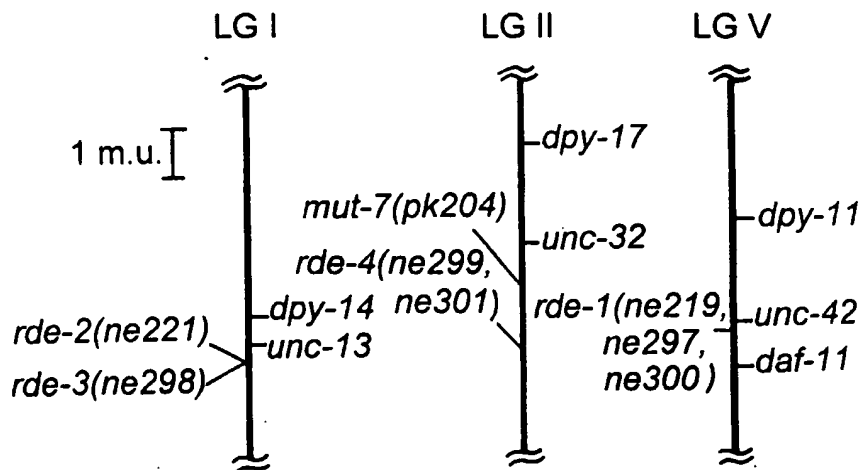 LG I
LG II
LG V
1 m.u.
dpy-17
mut-7(pk204)
dpy-11
unc-32
rde-4(ne299,
ne301)
dpy-14
rde-2(ne221)
unc-13
rde-3(ne298)
rde-1(ne219,
ne297,
ne300)
unc-42
daf-11